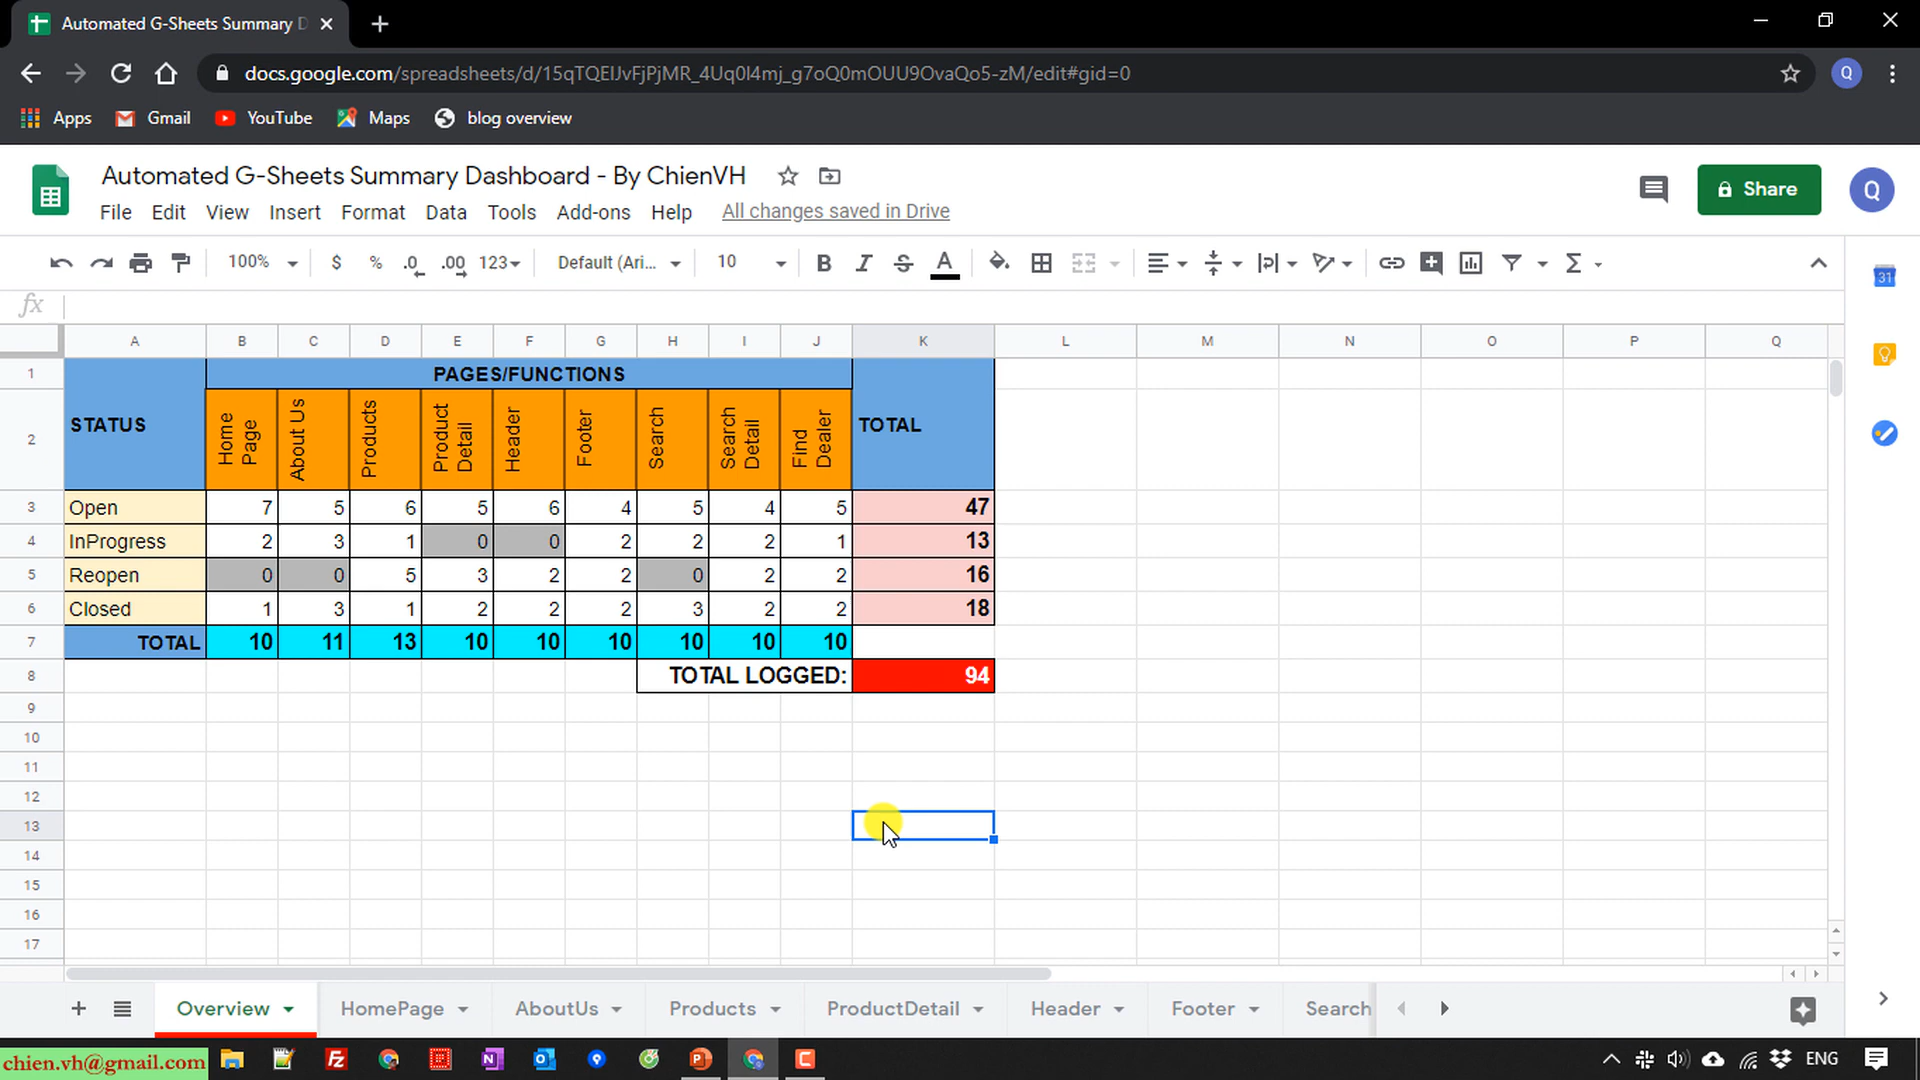 Automated G-Sheets Summary D
docs.google.com/spreadsheets/d/15qTQEIJvFjPjMR_4Uq0l4mj_g7oQ0mOUU9OvaQo5-zM/edit#gid=0
Q
Apps Gmail YouTube Maps blog overview
Automated G-Sheets Summary Dashboard - By ChienVH
File Edit View Insert Format Data Tools Add-ons Help All changes saved in Drive
Share
Q
100% $ % .0 .00 123 Default (Ari... 10 B I S A
31
fx
A B C D E F G H I J K L M N O P Q
1 PAGES/FUNCTIONS
2 STATUS Home Page About Us Products Product Detail Header Footer Search Search Detail Find Dealer TOTAL
3 Open 7 5 6 5 6 4 5 4 5 47
4 InProgress 2 3 1 0 0 2 2 2 1 13
5 Reopen 0 0 5 3 2 2 0 2 2 16
6 Closed 1 3 1 2 2 2 3 2 2 18
7 TOTAL 10 11 13 10 10 10 10 10 10
8 TOTAL LOGGED: 94
9
10
11
12
13
14
15
16
17
Overview HomePage AboutUs Products ProductDetail Header Footer Search
chien.vh@gmail.com
ENG